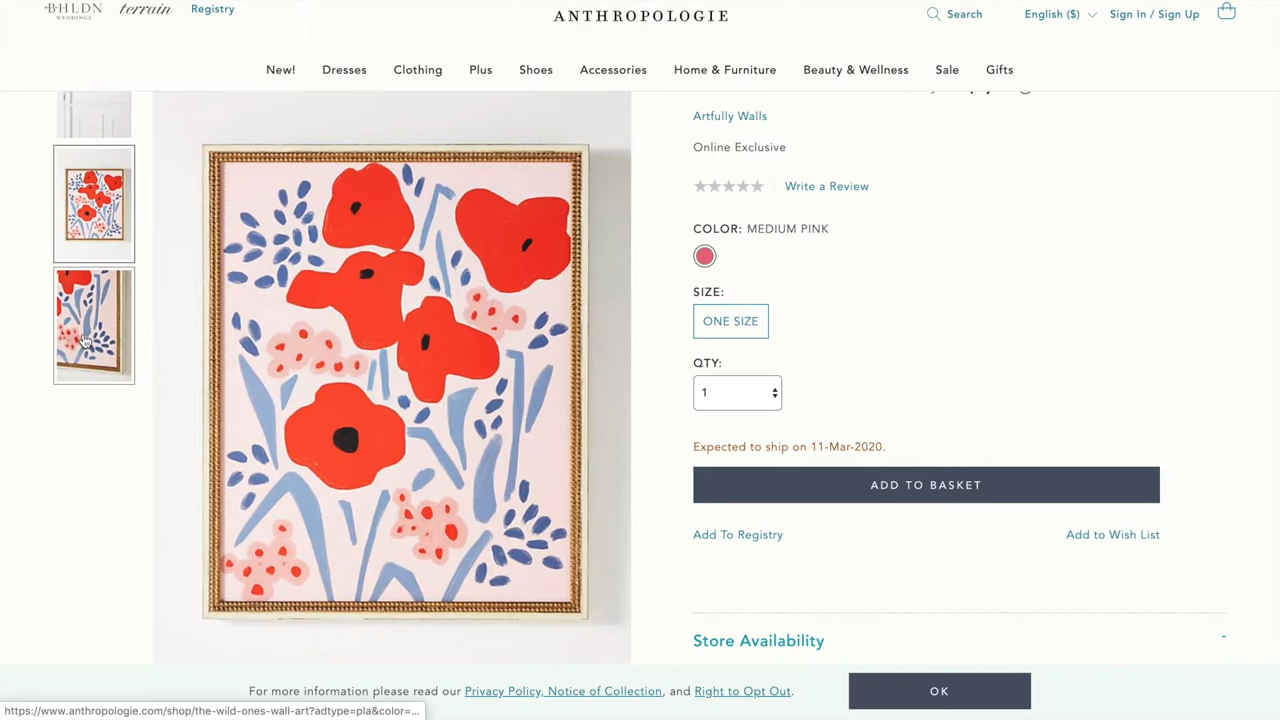 BHLDN
WEDDINGS
terrain
Registry
ANTHROPOLOGIE
Search
English ($)
Sign In / Sign Up
New!
Dresses
Clothing
Plus
Shoes
Accessories
Home & Furniture
Beauty & Wellness
Sale
Gifts
Artfully Walls
Online Exclusive
Write a Review
COLOR: MEDIUM PINK
SIZE:
ONE SIZE
QTY:
1
Expected to ship on 11-Mar-2020.
ADD TO BASKET
Add To Registry
Add to Wish List
Store Availability
-
For more information please read our Privacy Policy, Notice of Collection, and Right to Opt Out.
OK
https://www.anthropologie.com/shop/the-wild-ones-wall-art?adtype=pla&color=...